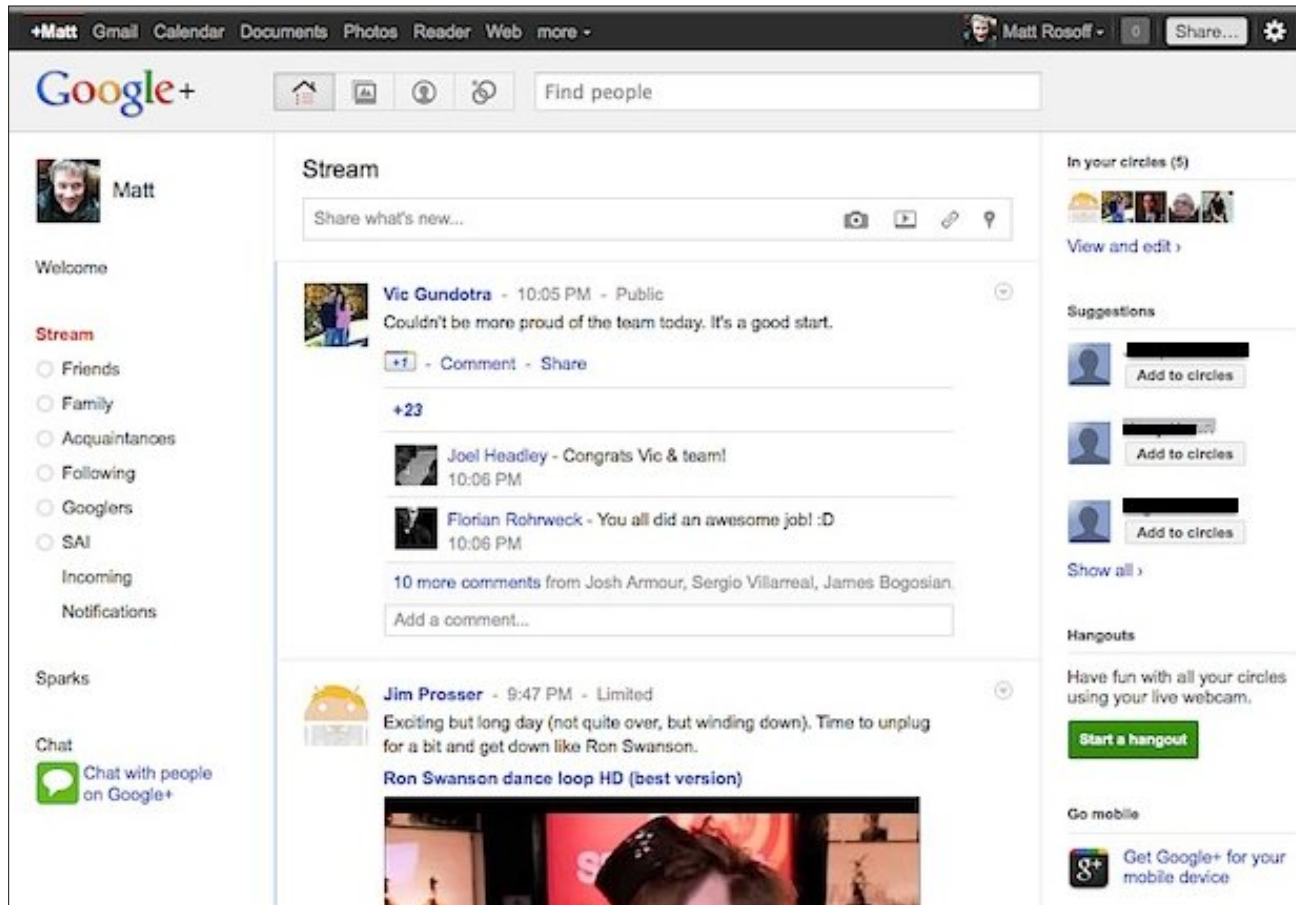 +Matt Gmail Calendar Documents Photos Reader Web more
Matt Rosoff 0 Share...
Google+
Find people
Matt
Welcome
Stream
Friends
Family
Acquaintances
Following
Googlers
SAI
Incoming
Notifications
Sparks
Chat
Chat with people
on Google+
Stream
Share what's new...
Vic Gundotra - 10:05 PM - Public
Couldn't be more proud of the team today. It's a good start.
+1 - Comment - Share
+23
Joel Headley - Congrats Vic & team!
10:06 PM
Florian Rohrweck - You all did an awesome job! :D
10:06 PM
10 more comments from Josh Armour, Sergio Villarreal, James Bogosian,
Add a comment...
Jim Prosser - 9:47 PM - Limited
Exciting but long day (not quite over, but winding down). Time to unplug
for a bit and get down like Ron Swanson.
Ron Swanson dance loop HD (best version)
In your circles (5)
View and edit ›
Suggestions
Add to circles
Add to circles
Add to circles
Show all ›
Hangouts
Have fun with all your circles
using your live webcam.
Start a hangout
Go mobile
g+
Get Google+ for your
mobile device